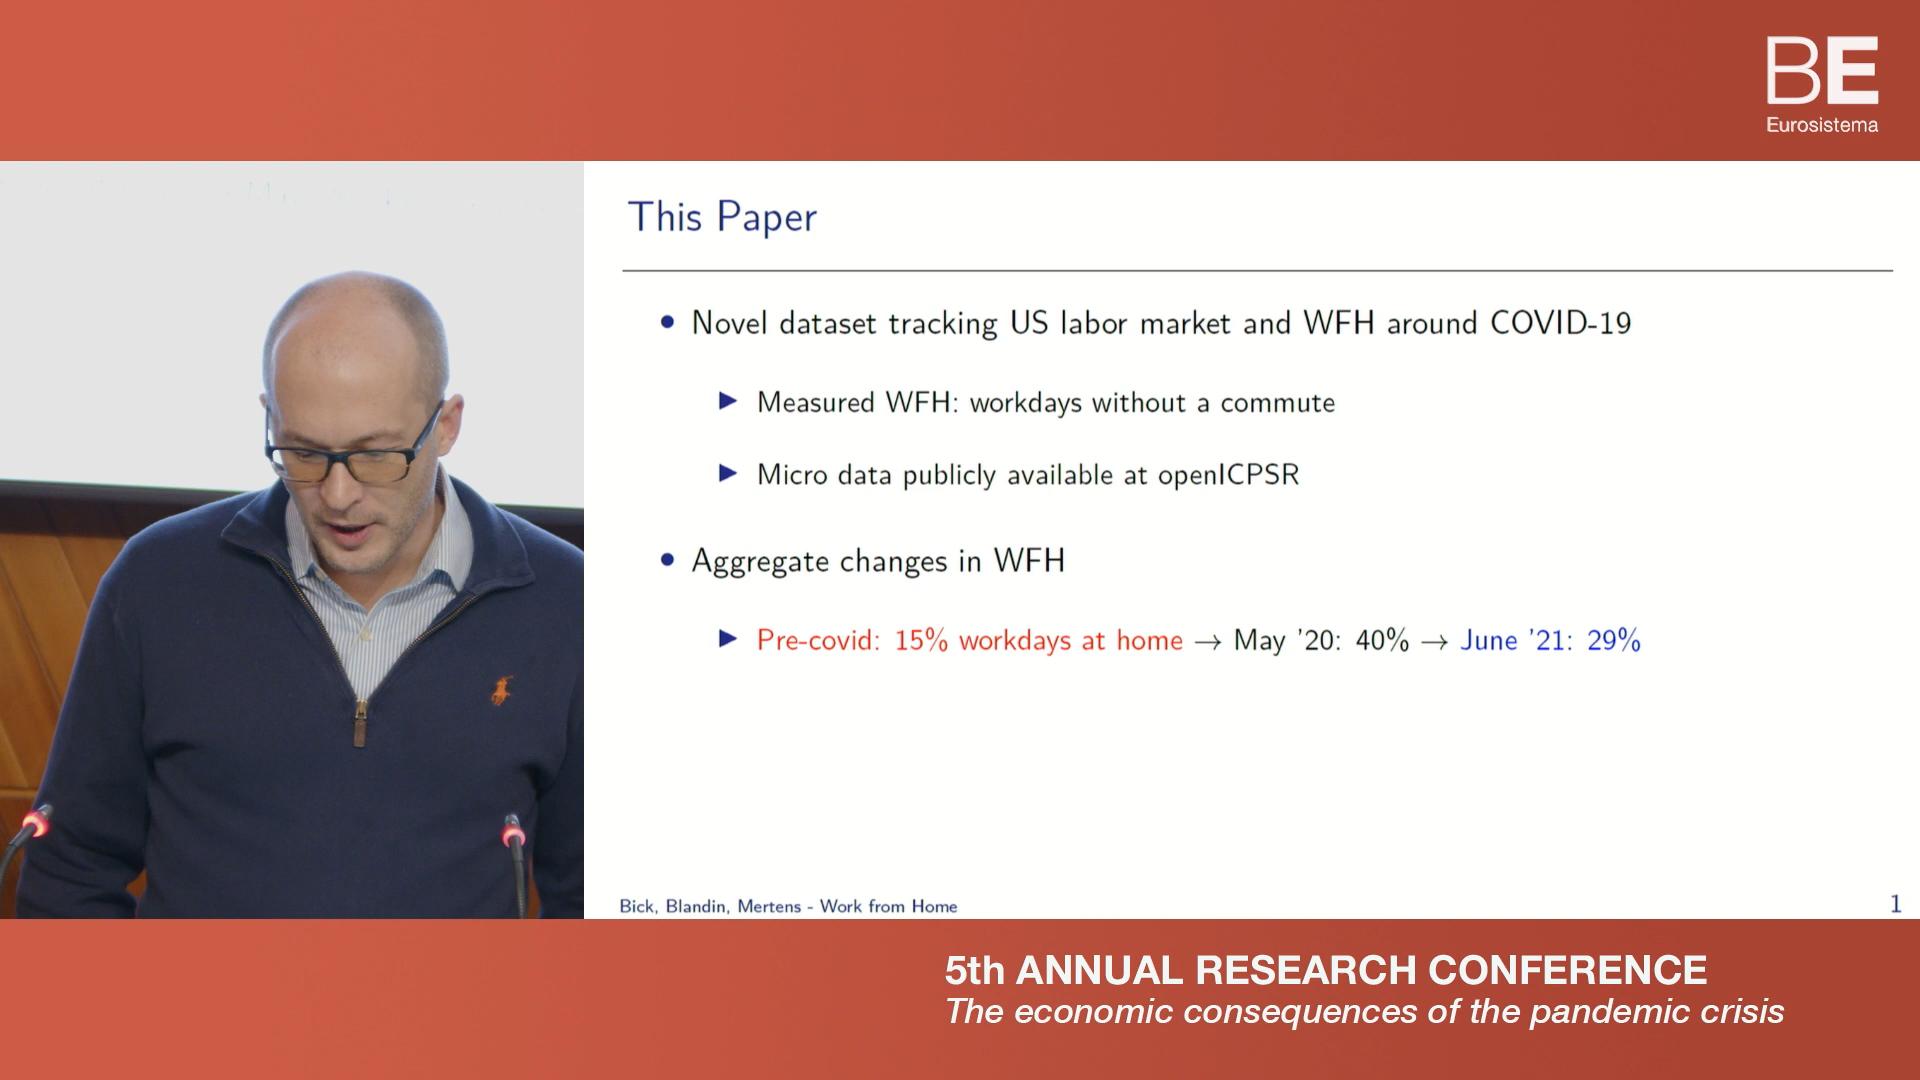 BE
Eurosistema
This Paper
• Novel dataset tracking US labor market and WFH around COVID-19
▶ Measured WFH: workdays without a commute
▶ Micro data publicly available at openICPSR
• Aggregate changes in WFH
▶ Pre-covid: 15% workdays at home → May '20: 40% → June '21: 29%
Bick, Blandin, Mertens - Work from Home
1
5th ANNUAL RESEARCH CONFERENCE
The economic consequences of the pandemic crisis